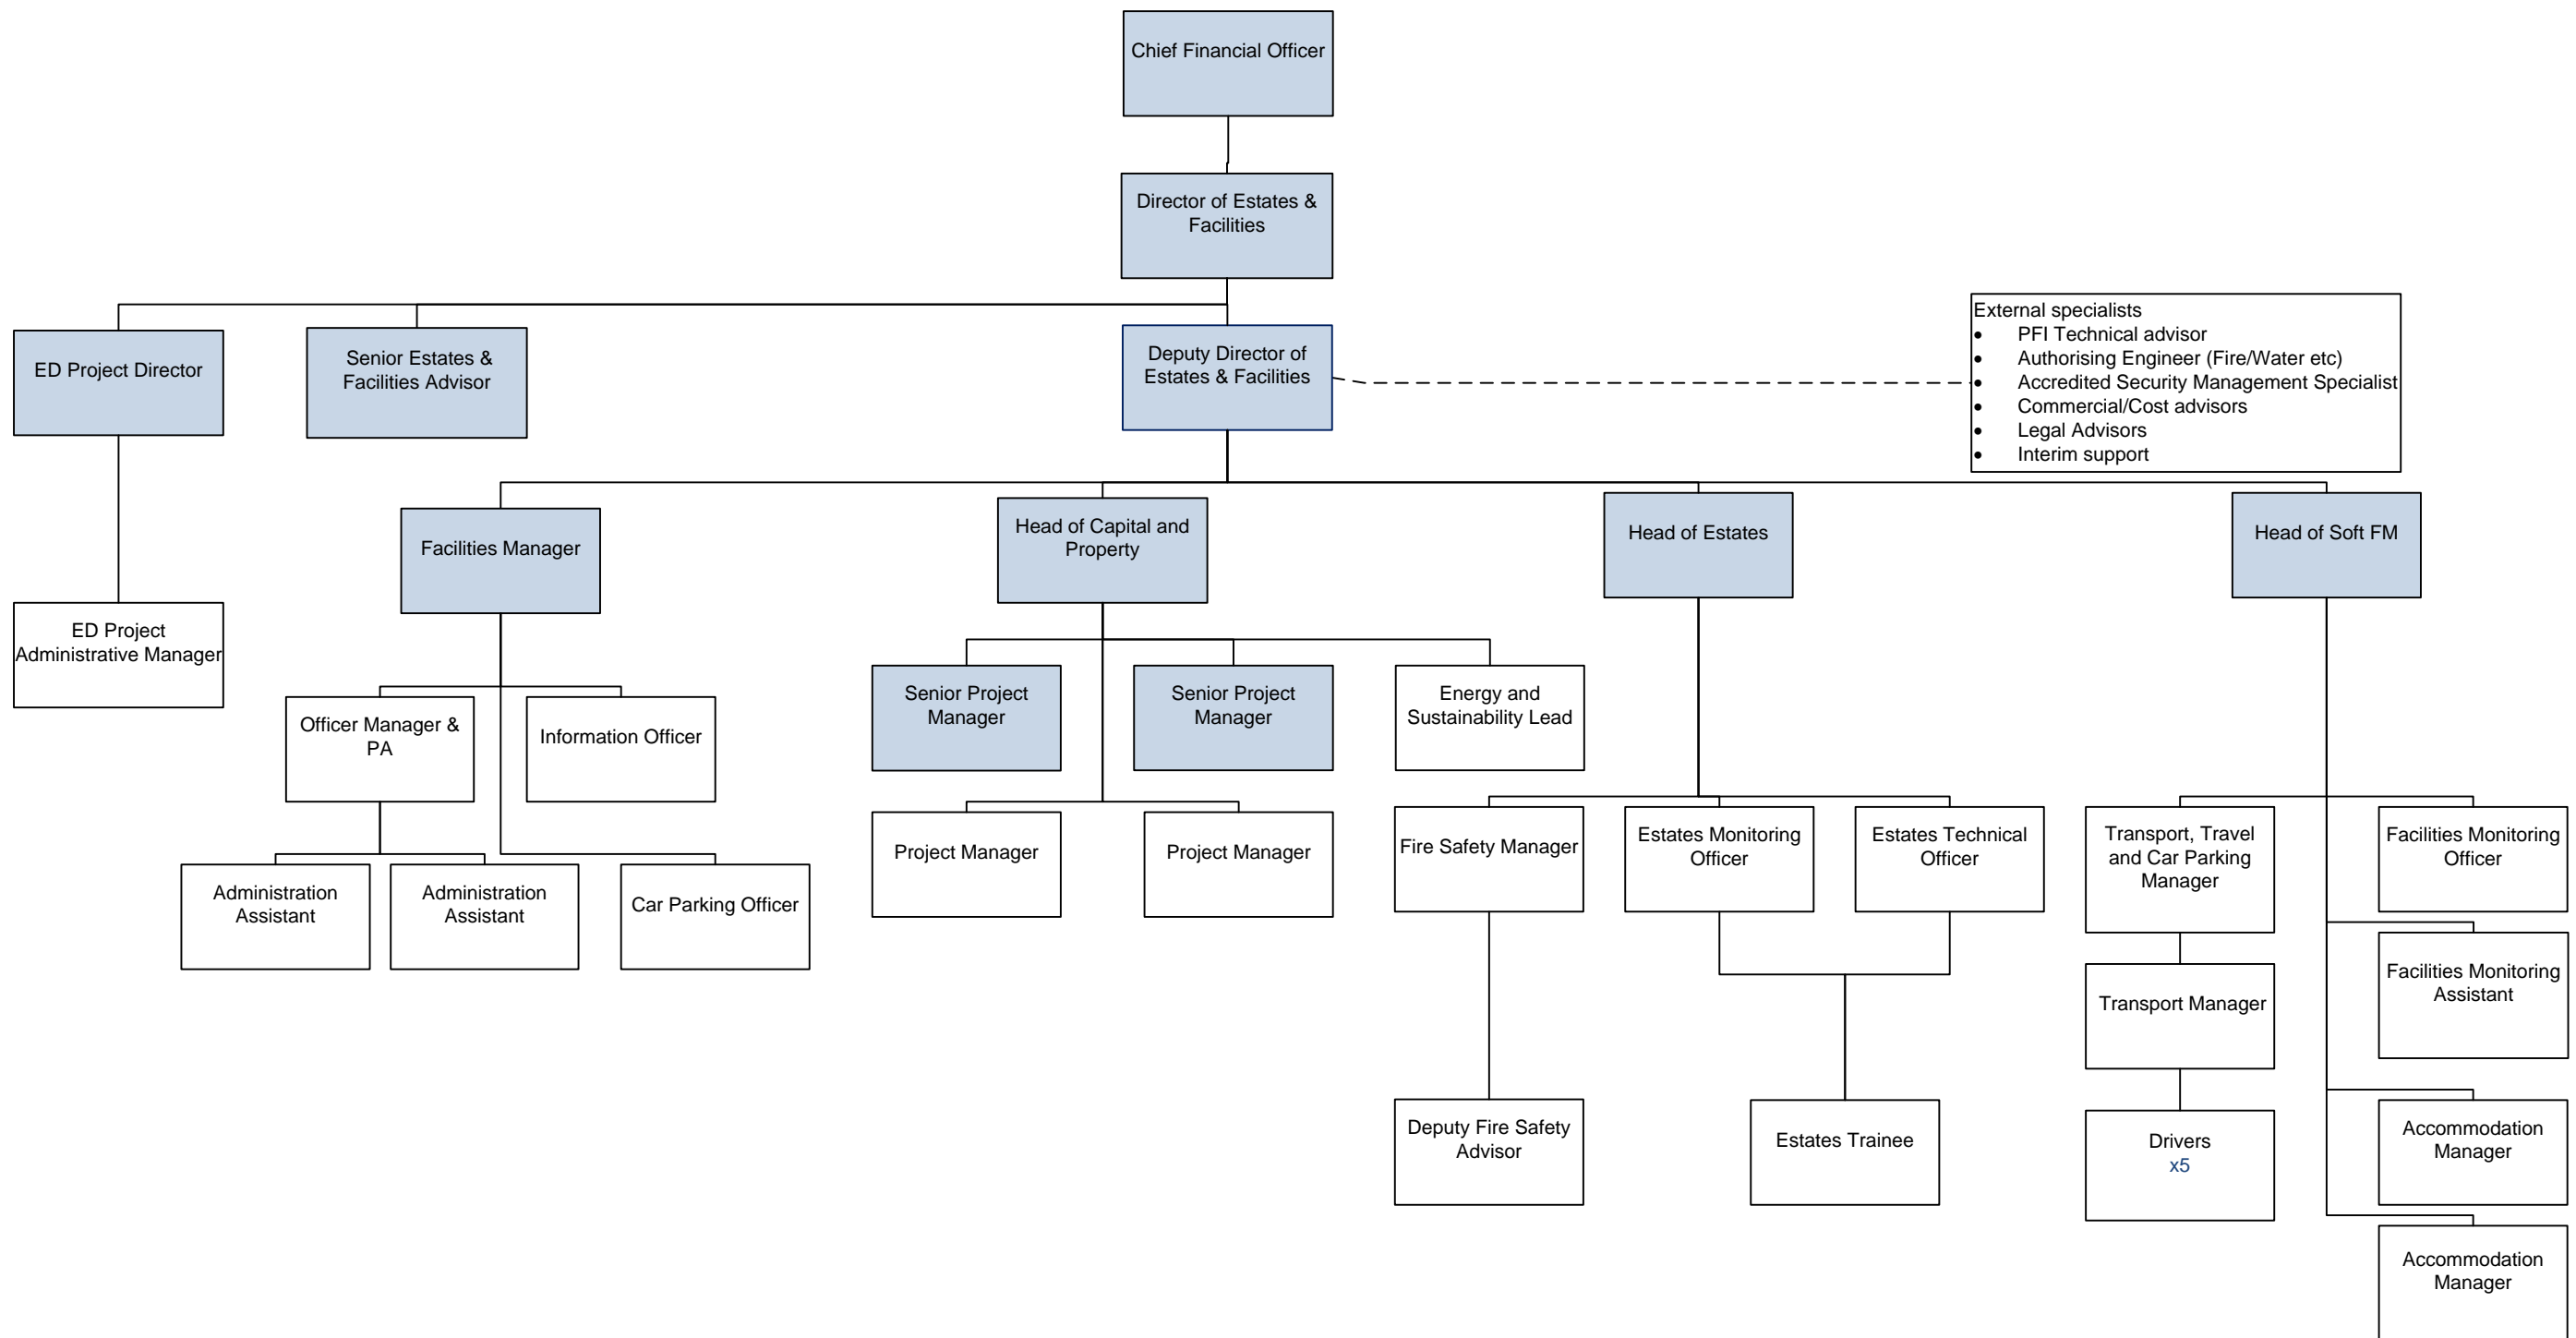 Chief Financial Officer
Director of Estates &
Facilities
ED Project Director
Senior Estates &
Facilities Advisor
Deputy Director of
Estates & Facilities
External specialists
• PFI Technical advisor
• Authorising Engineer (Fire/Water etc)
• Accredited Security Management Specialist
• Commercial/Cost advisors
• Legal Advisors
• Interim support
Facilities Manager
Head of Capital and
Property
Head of Estates
Head of Soft FM
ED Project
Administrative Manager
Officer Manager &
PA
Information Officer
Senior Project
Manager
Senior Project
Manager
Energy and
Sustainability Lead
Administration
Assistant
Administration
Assistant
Car Parking Officer
Project Manager
Project Manager
Fire Safety Manager
Estates Monitoring
Officer
Estates Technical
Officer
Transport, Travel
and Car Parking
Manager
Facilities Monitoring
Officer
Transport Manager
Facilities Monitoring
Assistant
Deputy Fire Safety
Advisor
Estates Trainee
Drivers
x5
Accommodation
Manager
Accommodation
Manager